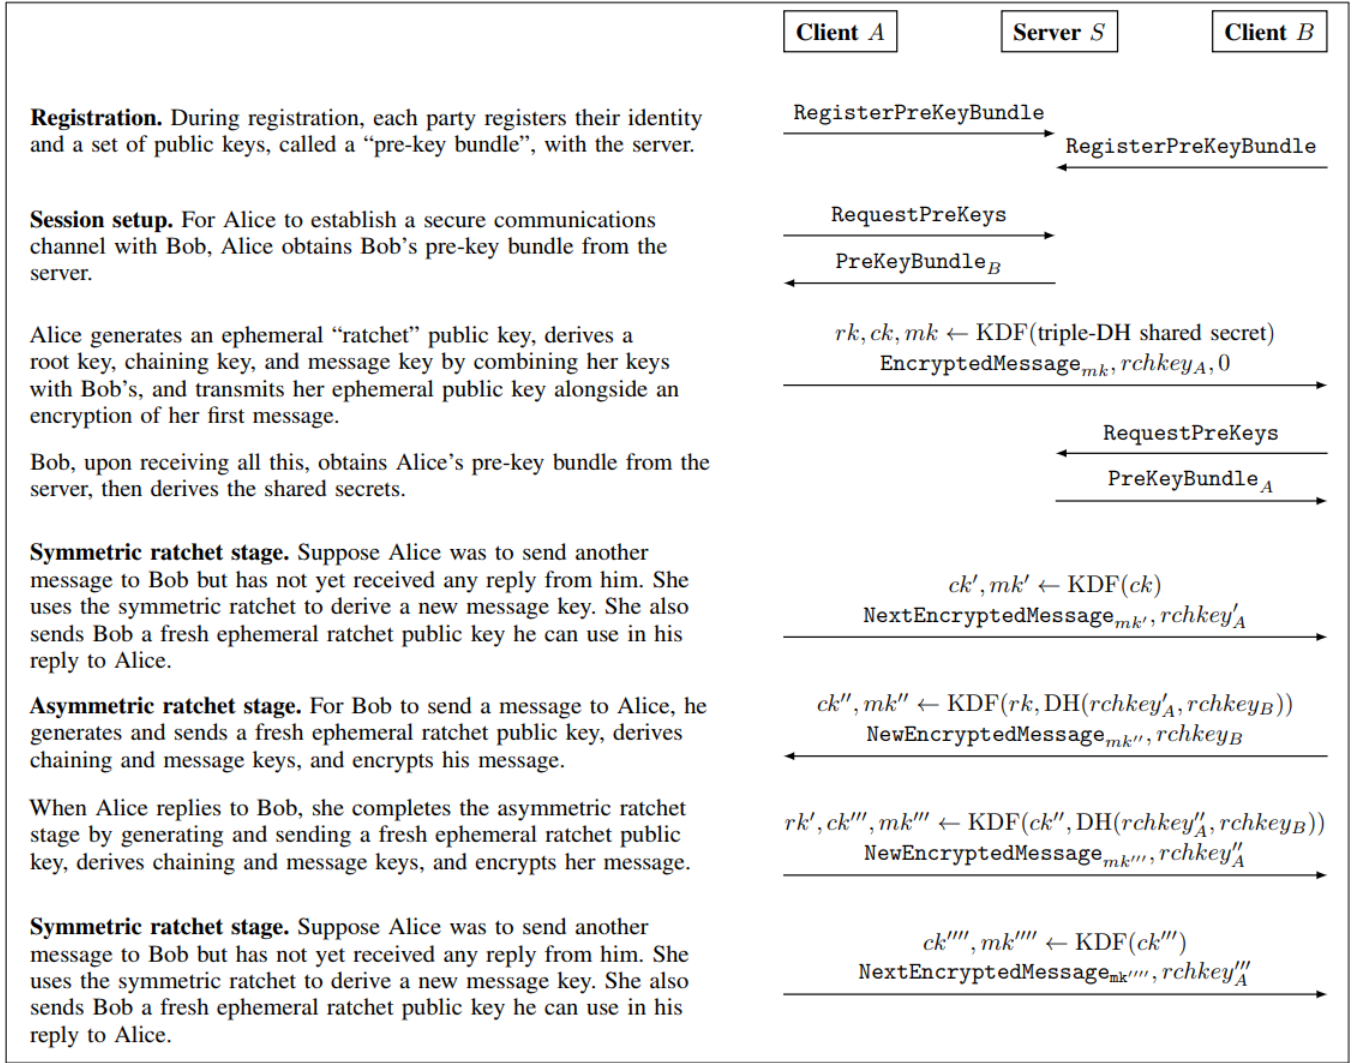 Client A Server S Client B
Registration. During registration, each party registers their identity
and a set of public keys, called a “pre-key bundle”, with the server.
RegisterPreKeyBundle
RegisterPreKeyBundle
Session setup. For Alice to establish a secure communications
channel with Bob, Alice obtains Bob’s pre-key bundle from the
server.
RequestPreKeys
PreKeyBundle_B
Alice generates an ephemeral “ratchet” public key, derives a
root key, chaining key, and message key by combining her keys
with Bob’s, and transmits her ephemeral public key alongside an
encryption of her first message.
rk, ck, mk ← KDF(triple-DH shared secret)
EncryptedMessage_mk, rchkey_A, 0
Bob, upon receiving all this, obtains Alice’s pre-key bundle from the
server, then derives the shared secrets.
RequestPreKeys
PreKeyBundle_A
Symmetric ratchet stage. Suppose Alice was to send another
message to Bob but has not yet received any reply from him. She
uses the symmetric ratchet to derive a new message key. She also
sends Bob a fresh ephemeral ratchet public key he can use in his
reply to Alice.
ck′, mk′ ← KDF(ck)
NextEncryptedMessage_mk′, rchkey′_A
Asymmetric ratchet stage. For Bob to send a message to Alice, he
generates and sends a fresh ephemeral ratchet public key, derives
chaining and message keys, and encrypts his message.
ck″, mk″ ← KDF(rk, DH(rchkey′_A, rchkey_B))
NewEncryptedMessage_mk″, rchkey_B
When Alice replies to Bob, she completes the asymmetric ratchet
stage by generating and sending a fresh ephemeral ratchet public
key, derives chaining and message keys, and encrypts her message.
rk′, ck‴, mk‴ ← KDF(ck″, DH(rchkey″_A, rchkey_B))
NewEncryptedMessage_mk‴, rchkey″_A
Symmetric ratchet stage. Suppose Alice was to send another
message to Bob but has not yet received any reply from him. She
uses the symmetric ratchet to derive a new message key. She also
sends Bob a fresh ephemeral ratchet public key he can use in his
reply to Alice.
ck⁗, mk⁗ ← KDF(ck‴)
NextEncryptedMessage_mk⁗, rchkey‴_A